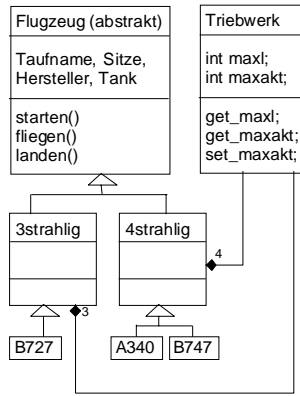 Flugzeug (abstrakt)
Taufname, Sitze,
Hersteller, Tank
starten()
fliegen()
landen()
Triebwerk
int maxl;
int maxakt;
get_maxl;
get_maxakt;
set_maxakt;
3strahlig
4strahlig
4
3
B727
A340
B747